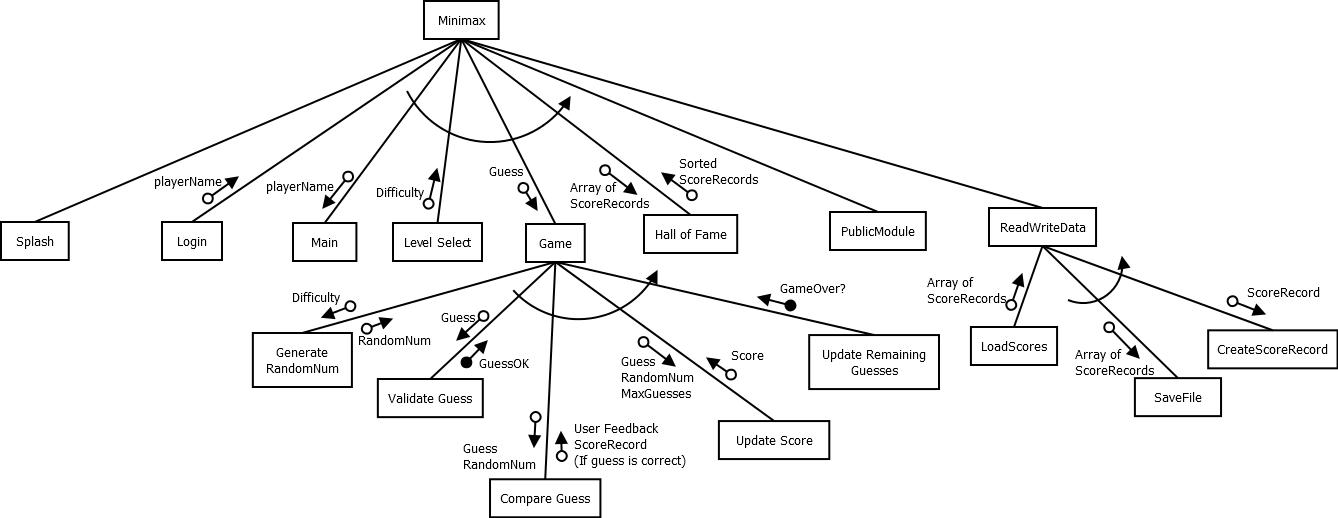 Minimax
playerName
playerName
Difficulty
Guess
Array of
ScoreRecords
Sorted
ScoreRecords
Splash
Login
Main
Level Select
Game
Hall of Fame
PublicModule
ReadWriteData
Difficulty
RandomNum
Guess
GuessOK
GameOver?
Array of
ScoreRecords
ScoreRecord
Generate
RandomNum
Validate Guess
Guess
RandomNum
MaxGuesses
Score
Update Remaining
Guesses
LoadScores
Array of
ScoreRecords
CreateScoreRecord
SaveFile
Guess
RandomNum
User Feedback
ScoreRecord
(If guess is correct)
Update Score
Compare Guess